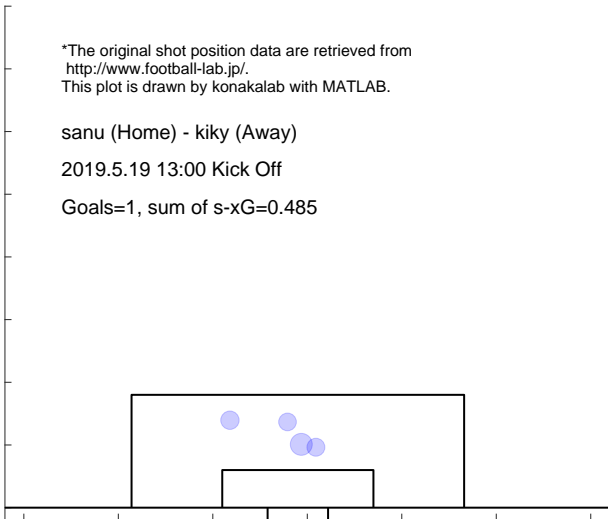 *The original shot position data are retrieved from
http://www.football-lab.jp/.
This plot is drawn by konakalab with MATLAB.
sanu (Home) - kiky (Away)
2019.5.19 13:00 Kick Off
Goals=1, sum of s-xG=0.485